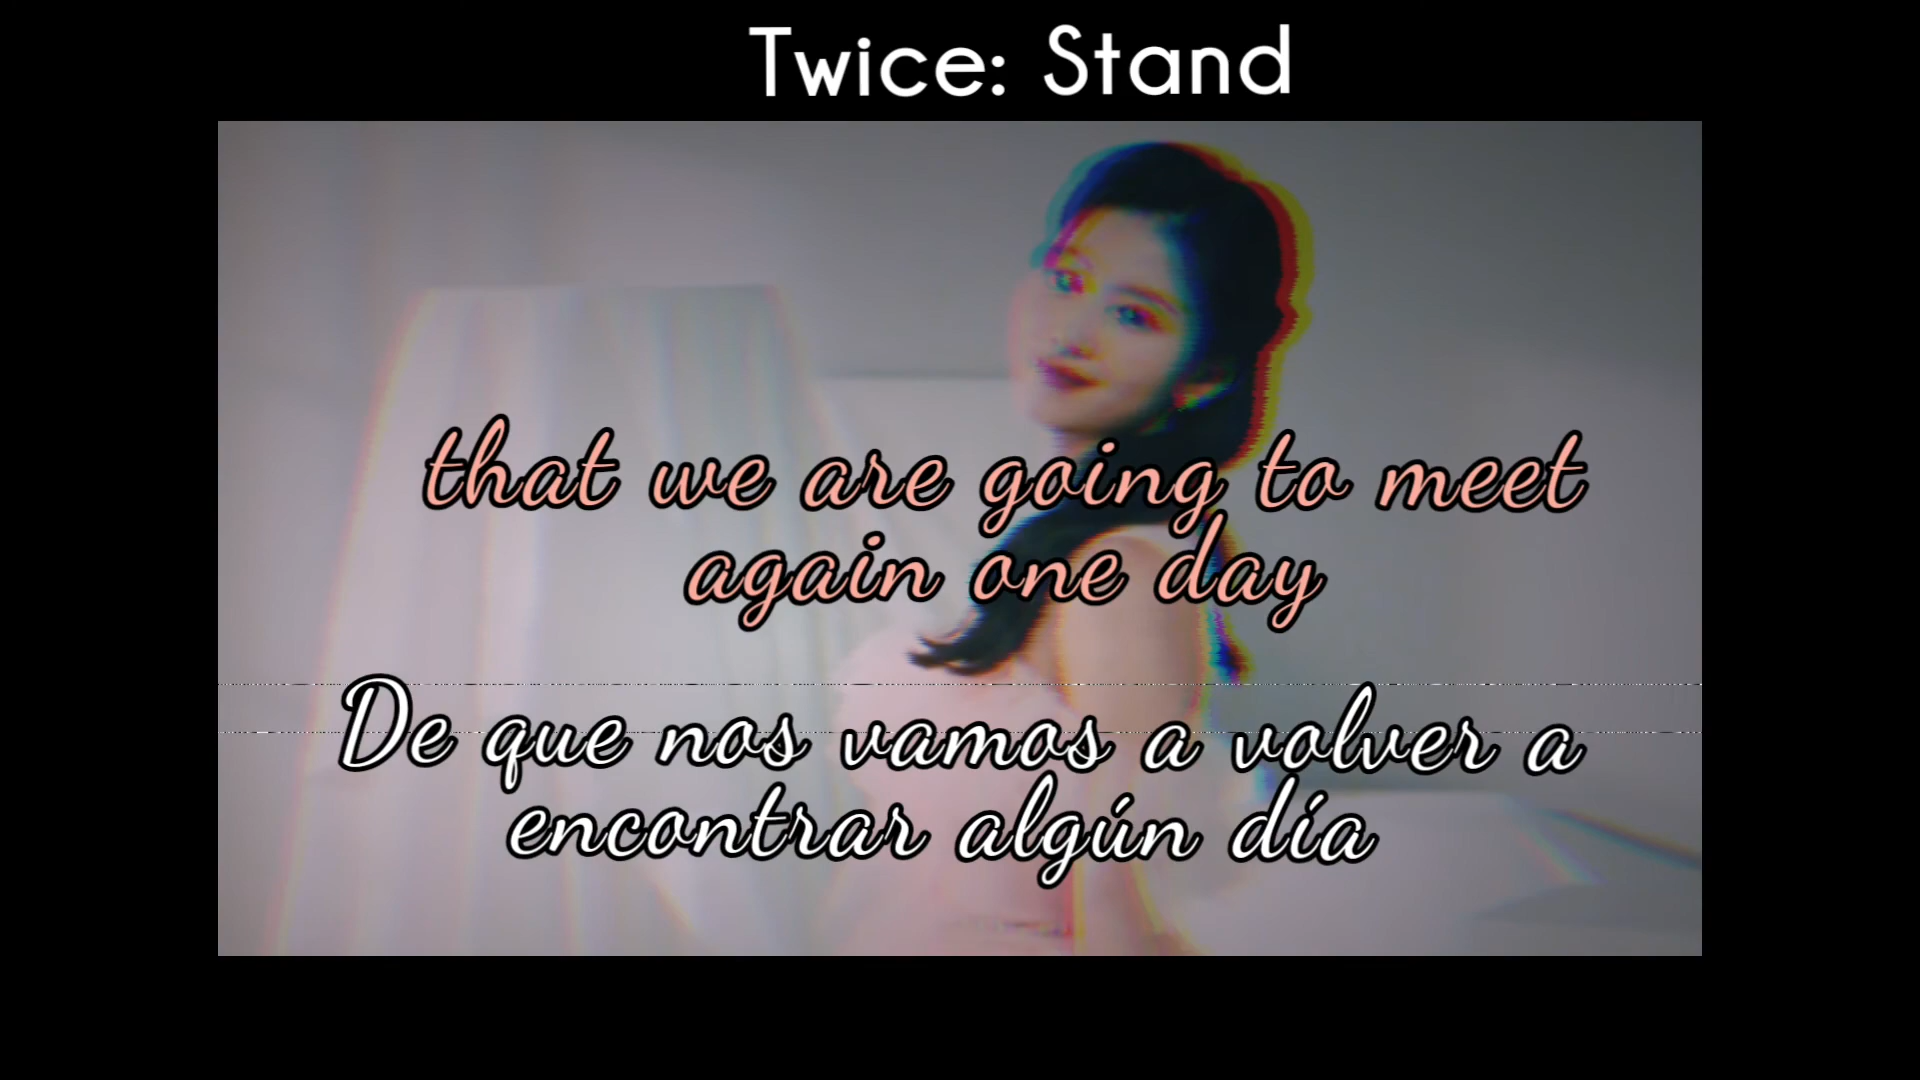 Twice: Stand
that we are going to meet
again one day
De que nos vamos a volver a
encontrar algún día